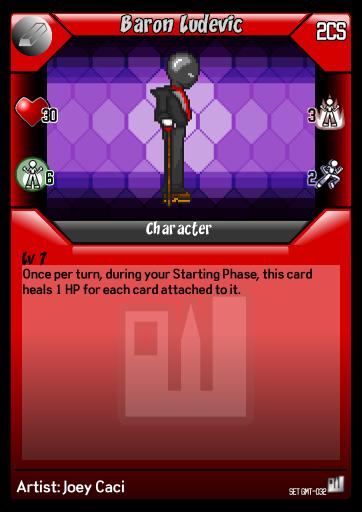 Baron Ludevic
2CS
30
3
6
2
Character
Lv 1
Once per turn, during your Starting Phase, this card
heals 1 HP for each card attached to it.
Artist: Joey Caci
SET GMT-032